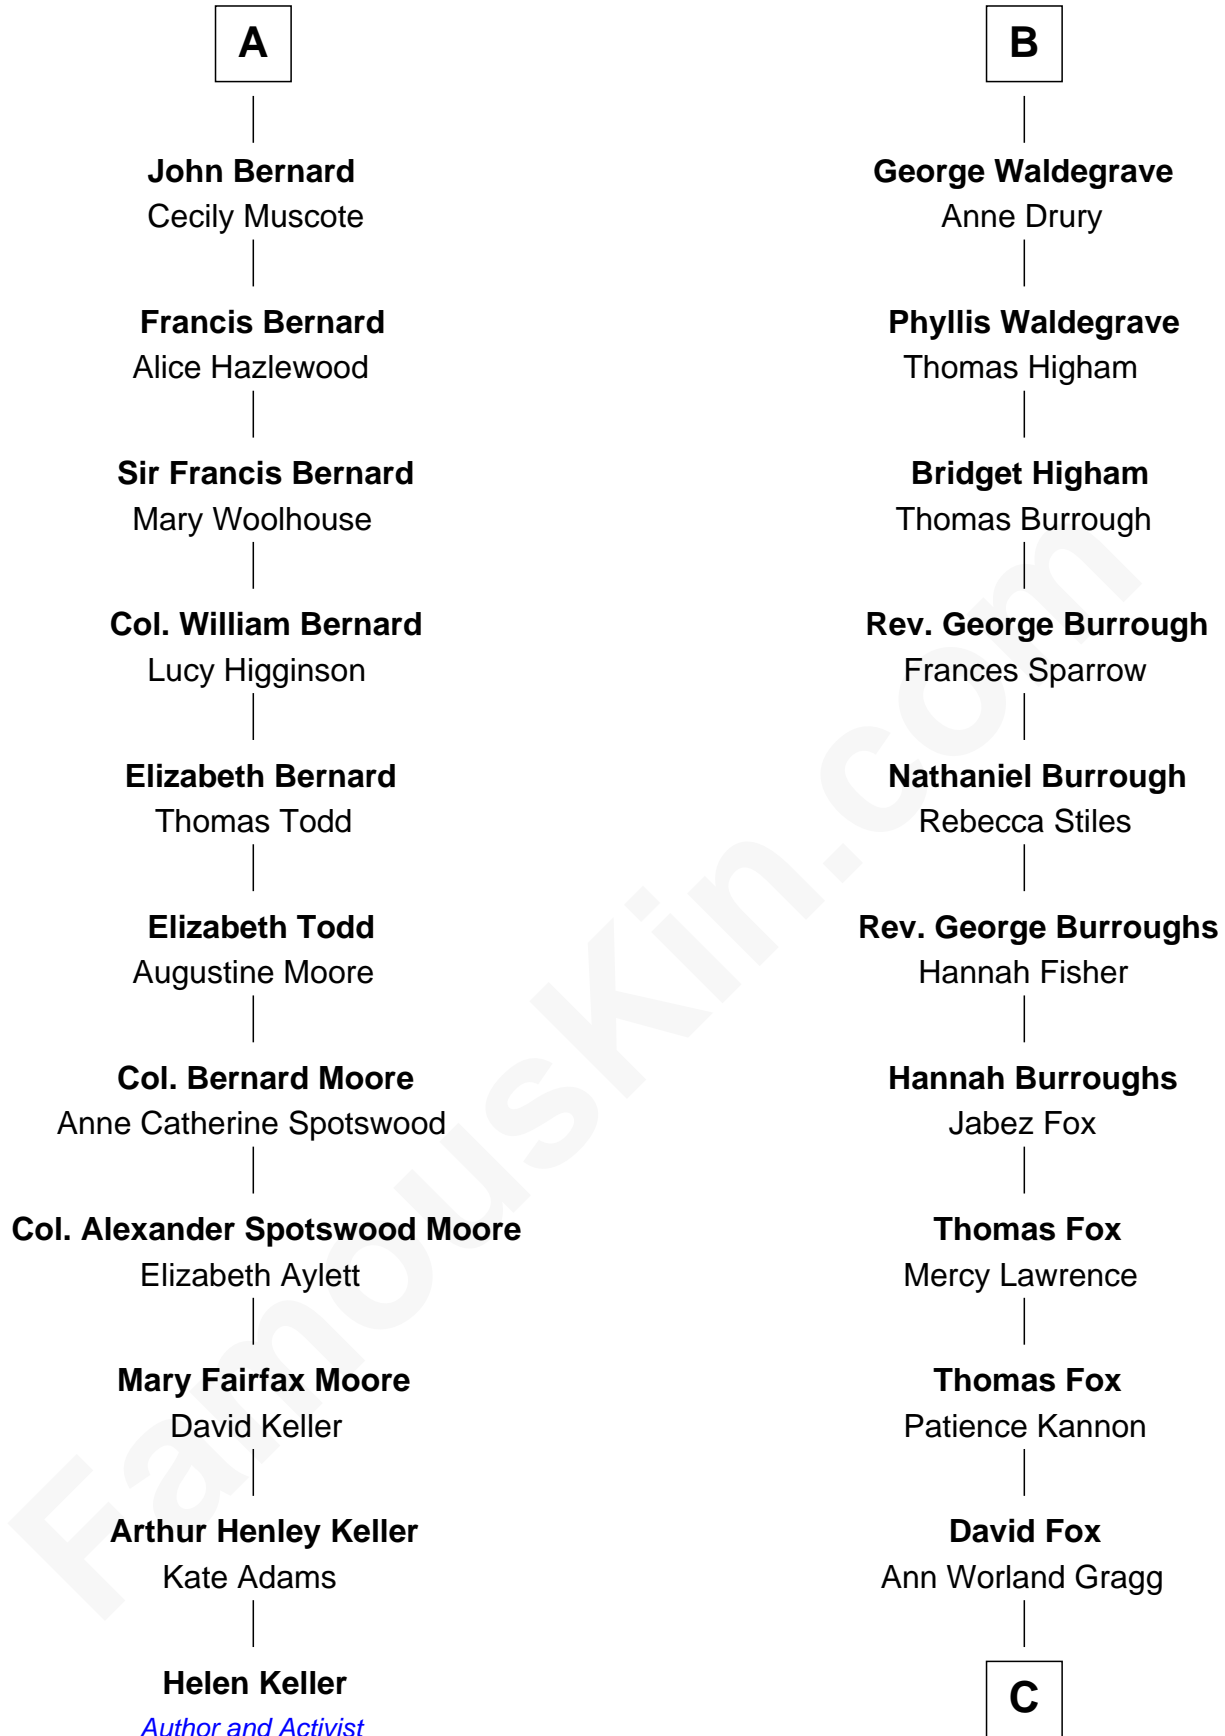 A
John Bernard
Cecily Muscote
Francis Bernard
Alice Hazlewood
Sir Francis Bernard
Mary Woolhouse
Col. William Bernard
Lucy Higginson
Elizabeth Bernard
Thomas Todd
Elizabeth Todd
Augustine Moore
Col. Bernard Moore
Anne Catherine Spotswood
Col. Alexander Spotswood Moore
Elizabeth Aylett
Mary Fairfax Moore
David Keller
Arthur Henley Keller
Kate Adams
Helen Keller
Author and Activist
B
George Waldegrave
Anne Drury
Phyllis Waldegrave
Thomas Higham
Bridget Higham
Thomas Burrough
Rev. George Burrough
Frances Sparrow
Nathaniel Burrough
Rebecca Stiles
Rev. George Burroughs
Hannah Fisher
Hannah Burroughs
Jabez Fox
Thomas Fox
Mercy Lawrence
Thomas Fox
Patience Kannon
David Fox
Ann Worland Gragg
C
FamousKin.com